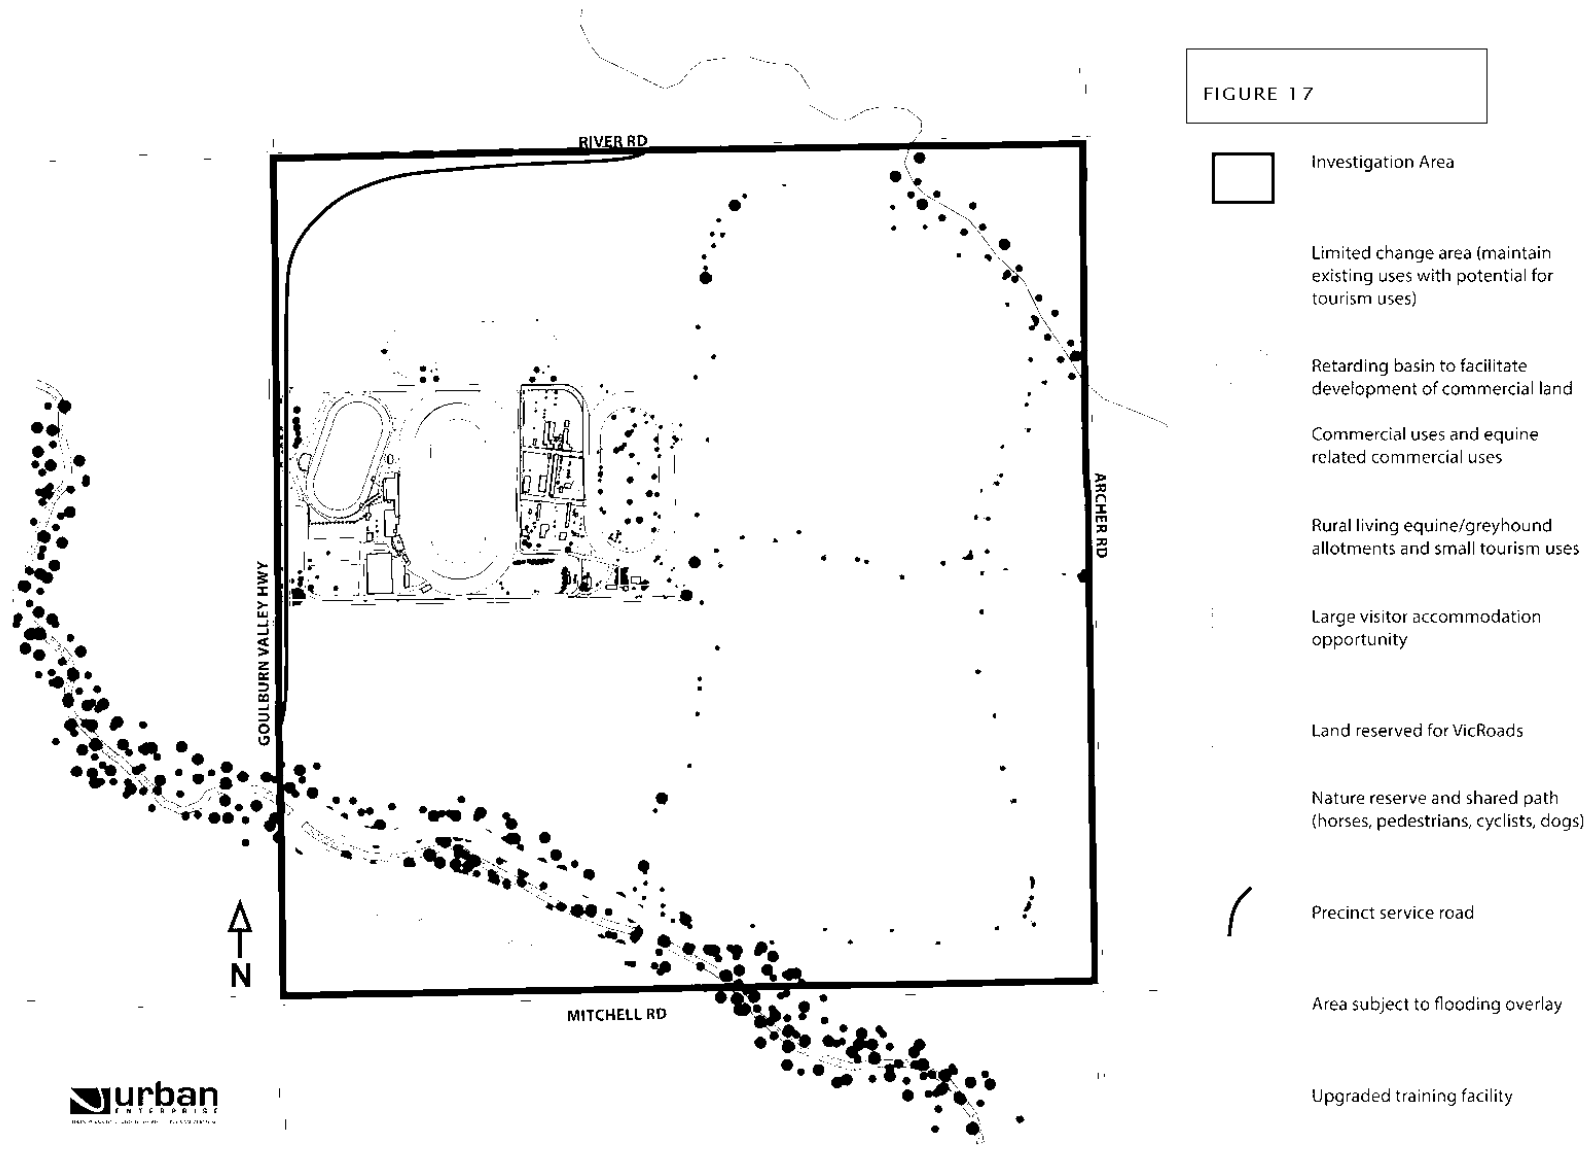 FIGURE 17
RIVER RD
Investigation Area
Limited change area (maintain
existing uses with potential for
tourism uses)
Retarding basin to facilitate
development of commercial land
Commercial uses and equine
related commercial uses
Rural living equine/greyhound
allotments and small tourism uses
Large visitor accommodation
opportunity
Land reserved for VicRoads
Nature reserve and shared path
(horses, pedestrians, cyclists, dogs)
Precinct service road
Area subject to flooding overlay
Upgraded training facility
GOULBURN VALLEY HWY
ARCHER RD
N
MITCHELL RD
urban
ENTERPRISE